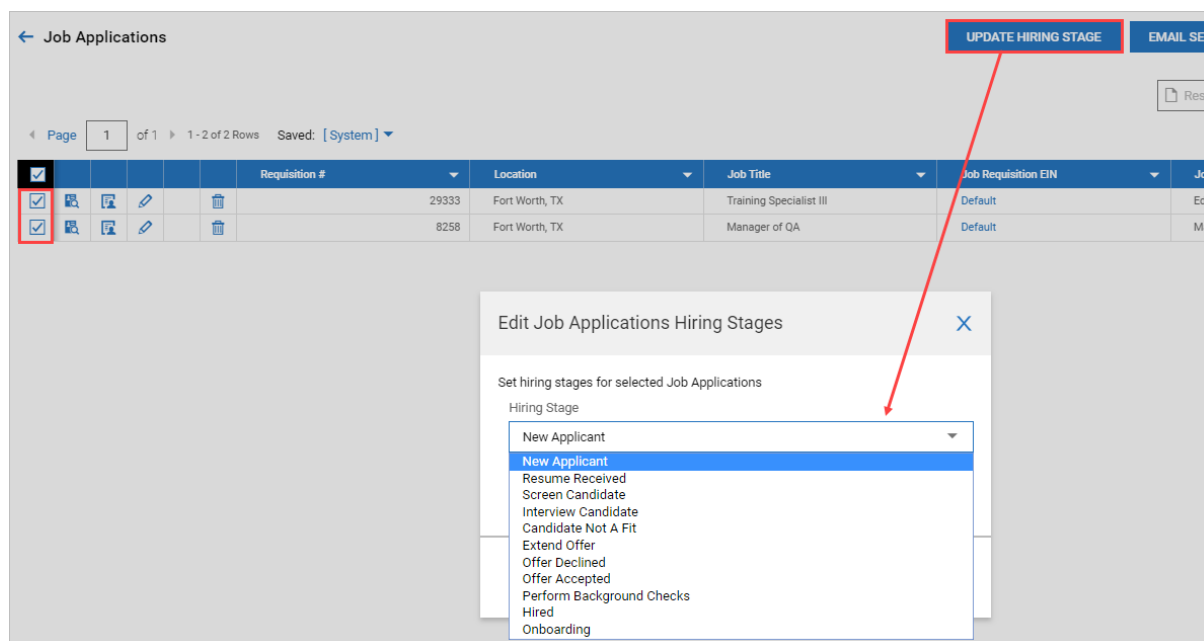 Job Applications
UPDATE HIRING STAGE
EMAIL SE
Res
Page 1 of 1 1 - 2 of 2 Rows Saved: [ System ]
Requisition # Location Job Title Job Requisition EIN Jo
29333 Fort Worth, TX Training Specialist III Default Ec
8258 Fort Worth, TX Manager of QA Default M
Edit Job Applications Hiring Stages
Set hiring stages for selected Job Applications
Hiring Stage
New Applicant
New Applicant
Resume Received
Screen Candidate
Interview Candidate
Candidate Not A Fit
Extend Offer
Offer Declined
Offer Accepted
Perform Background Checks
Hired
Onboarding